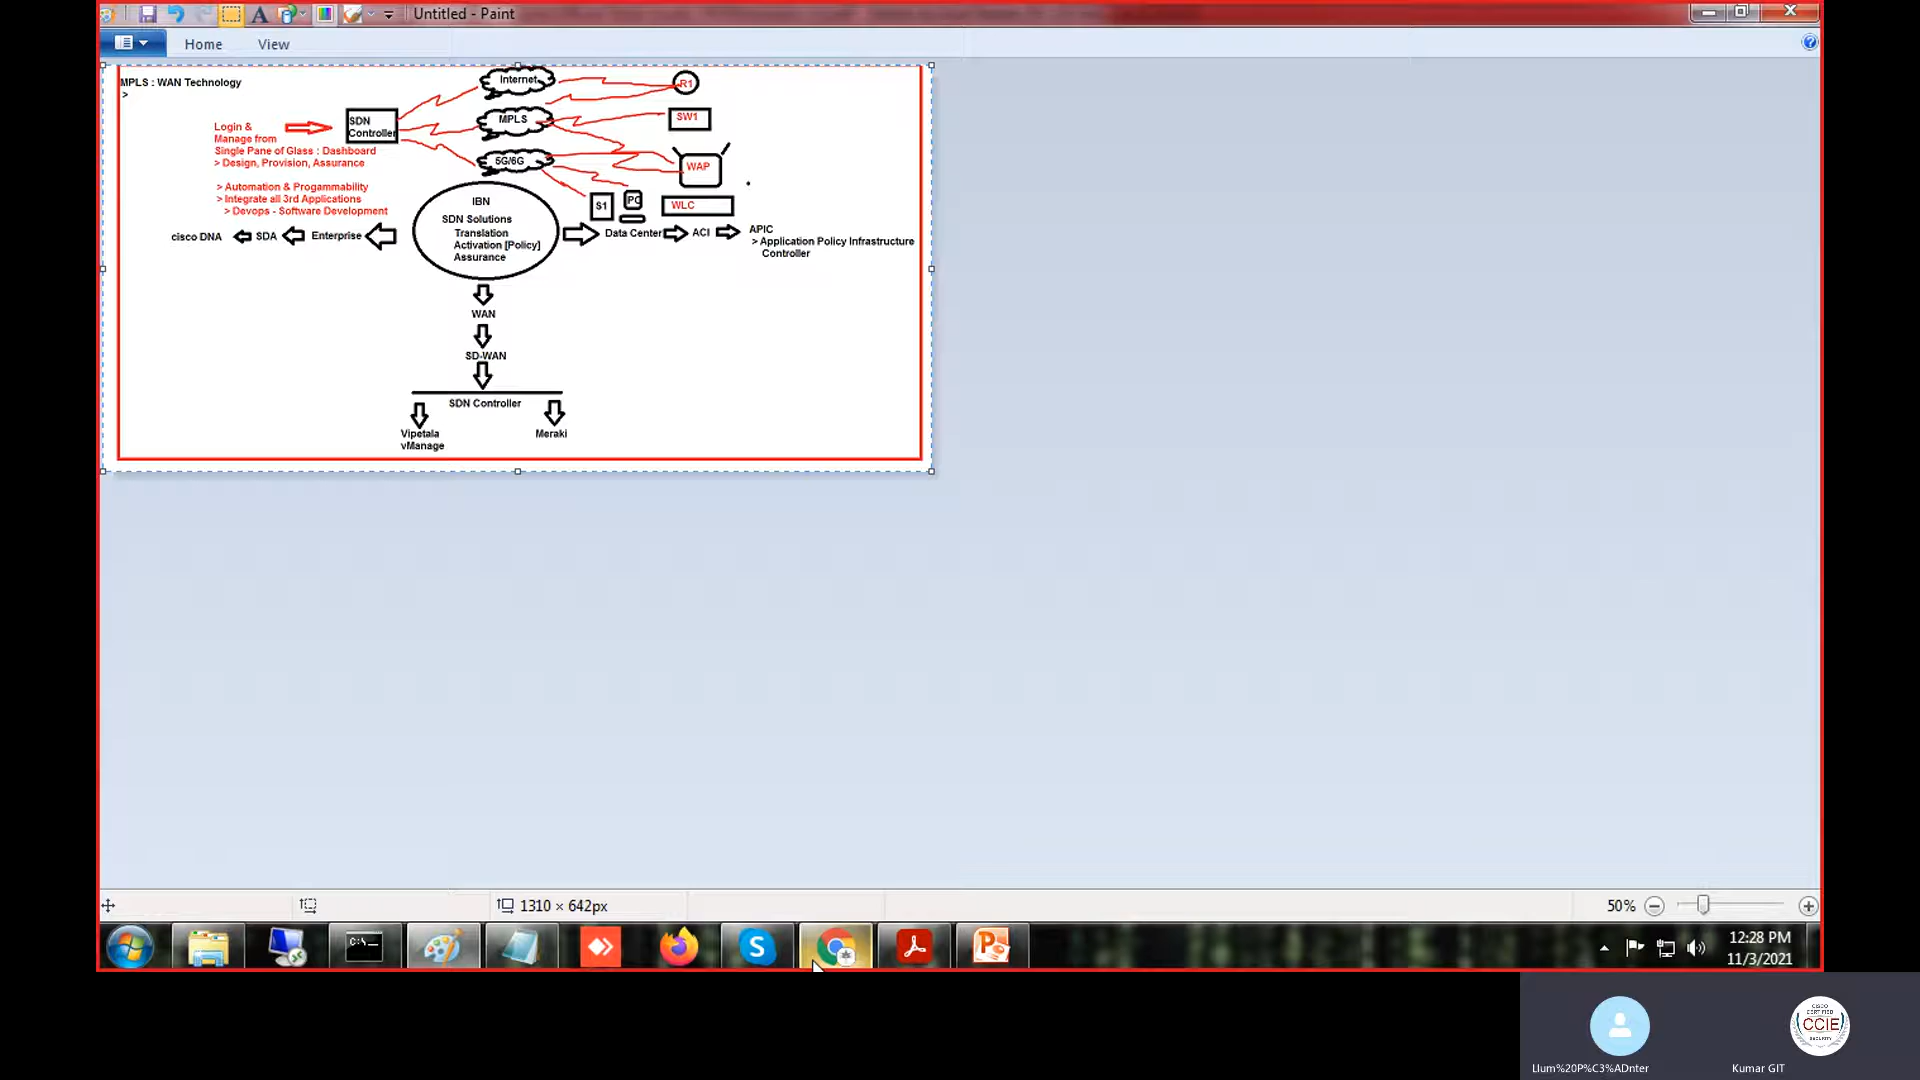 Untitled - Paint
Home View
MPLS : WAN Technology
>
Internet
R1
SDN
Controller
MPLS
SW1
Login &
Manage from
Single Pane of Glass : Dashboard
> Design, Provision, Assurance
5G/6G
WAP
> Automation & Progammability
> Integrate all 3rd Applications
> Devops - Software Development
S1
PC
WLC
IBN
SDN Solutions
Translation
Activation [Policy]
Assurance
cisco DNA
SDA
Enterprise
Data Center
ACI
APIC
> Application Policy Infrastructure
Controller
WAN
SD-WAN
SDN Controller
Vipetala
vManage
Meraki
1310 × 642px
50%
C:\._
S
12:28 PM
11/3/2021
CISCO
CERTIFIED
CCIE
SECURITY
Llum%20P%C3%ADnter
Kumar GIT